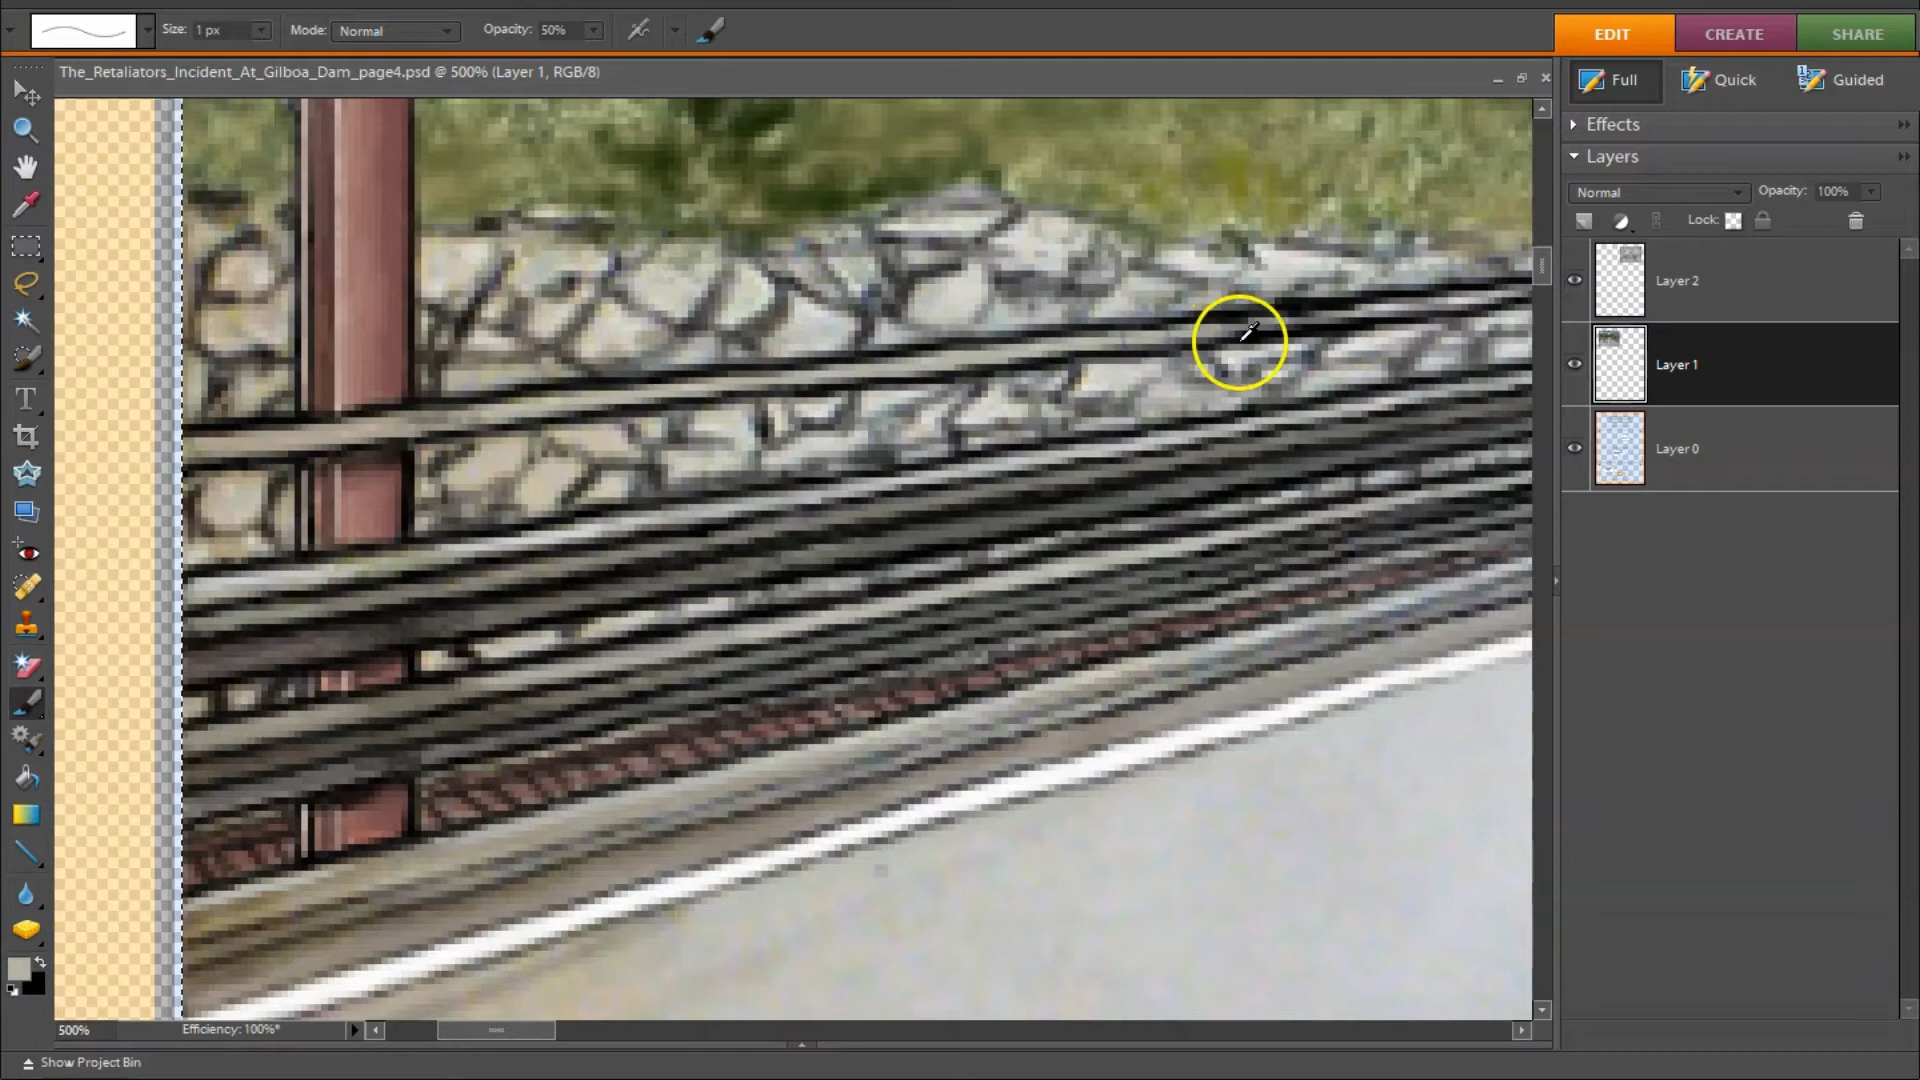 Size: 1 px Mode: Normal Opacity: 50% EDIT CREATE SHARE
The_Retaliators_Incident_At_Gilboa_Dam_page4.psd @ 500% (Layer 1, RGB/8)
Full Quick Guided
Effects
Layers
Normal Opacity: 100%
Lock:
Layer 2
Layer 1
Layer 0
500% Efficiency: 100%*
Show Project Bin